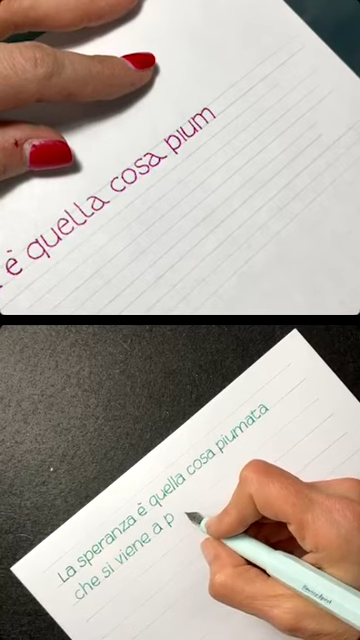 è quella cosa pium
La speranza è quella cosa piumata
che si viene a p